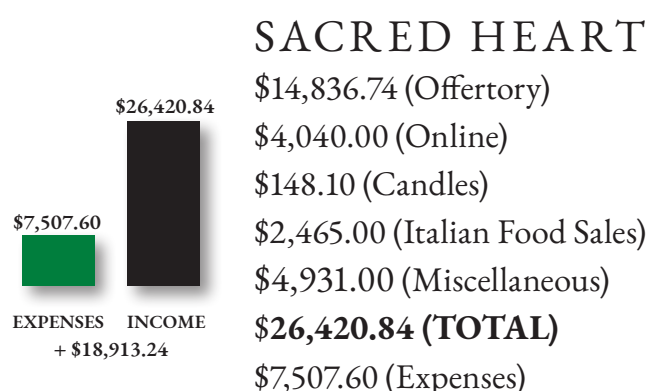 SACRED HEART
$14,836.74 (Offertory)
$4,040.00 (Online)
$148.10 (Candles)
$2,465.00 (Italian Food Sales)
$4,931.00 (Miscellaneous)
$26,420.84 (TOTAL)
$7,507.60 (Expenses)
$26,420.84
$7,507.60
EXPENSES INCOME
+ $18,913.24